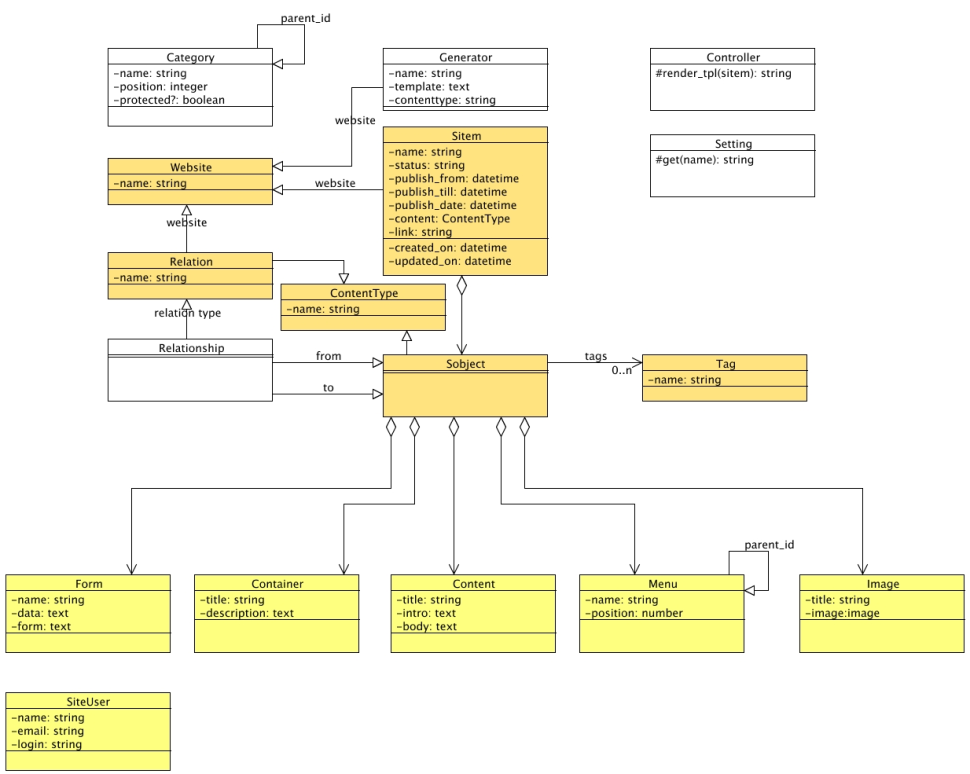 parent_id
Category
-name: string
-position: integer
-protected?: boolean
Generator
-name: string
-template: text
-contenttype: string
Controller
#render_tpl(sitem): string
website
Setting
#get(name): string
Sitem
-name: string
-status: string
-publish_from: datetime
-publish_till: datetime
-publish_date: datetime
-content: ContentType
-link: string
-created_on: datetime
-updated_on: datetime
Website
-name: string
website
website
Relation
-name: string
ContentType
-name: string
relation type
Relationship
from
to
Sobject
tags
0..n
Tag
-name: string
Form
-name: string
-data: text
-form: text
Container
-title: string
-description: text
Content
-title: string
-intro: text
-body: text
parent_id
Menu
-name: string
-position: number
Image
-title: string
-image:image
SiteUser
-name: string
-email: string
-login: string